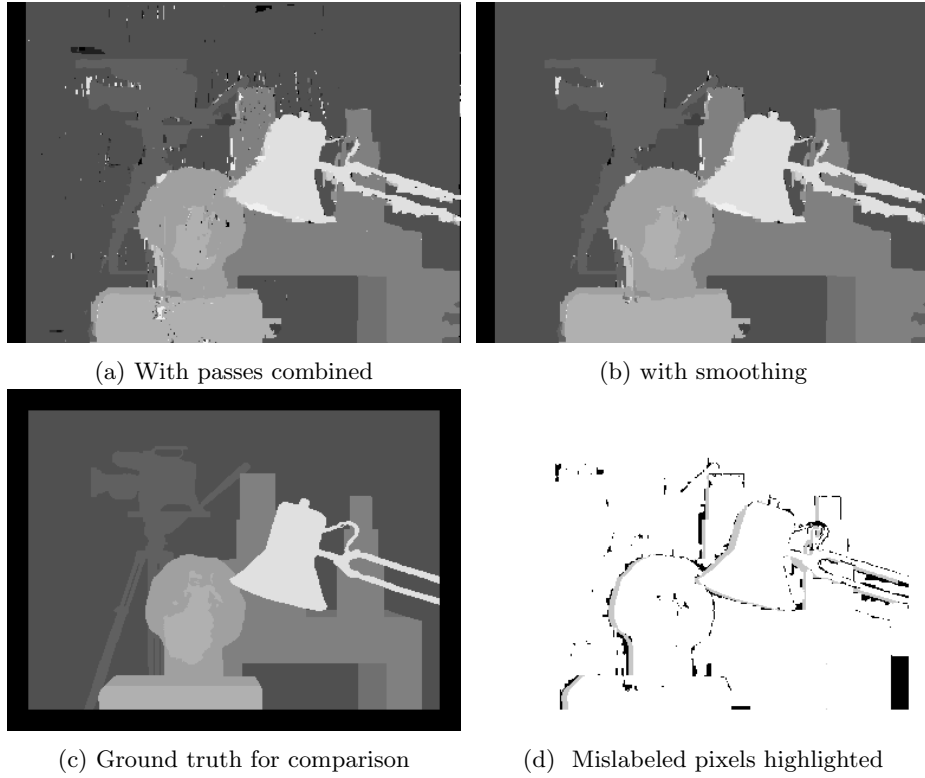 (a) With passes combined
(b) with smoothing
(c) Ground truth for comparison
(d) Mislabeled pixels highlighted